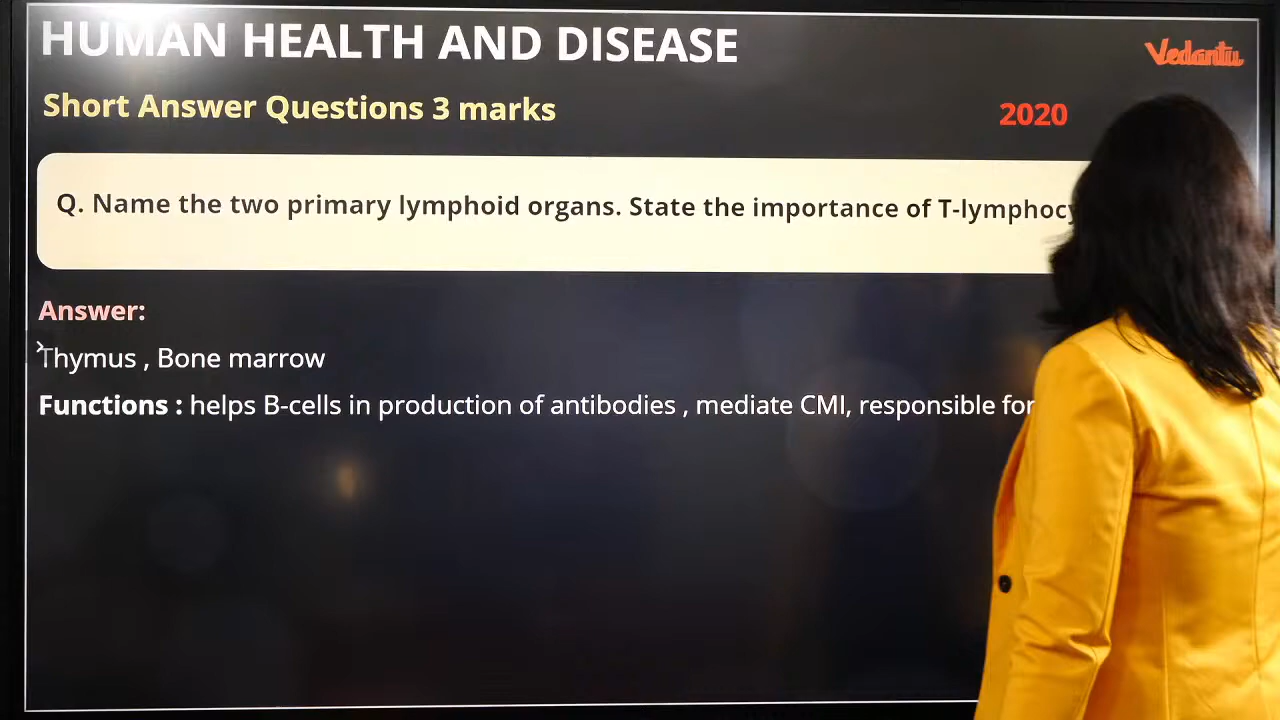 HUMAN HEALTH AND DISEASE
Vedantu
Short Answer Questions 3 marks
2020
Q. Name the two primary lymphoid organs. State the importance of
Answer:
Thymus , Bone marrow
Functions : helps B-cells in production of antibodies , mediate CMI, responsible for